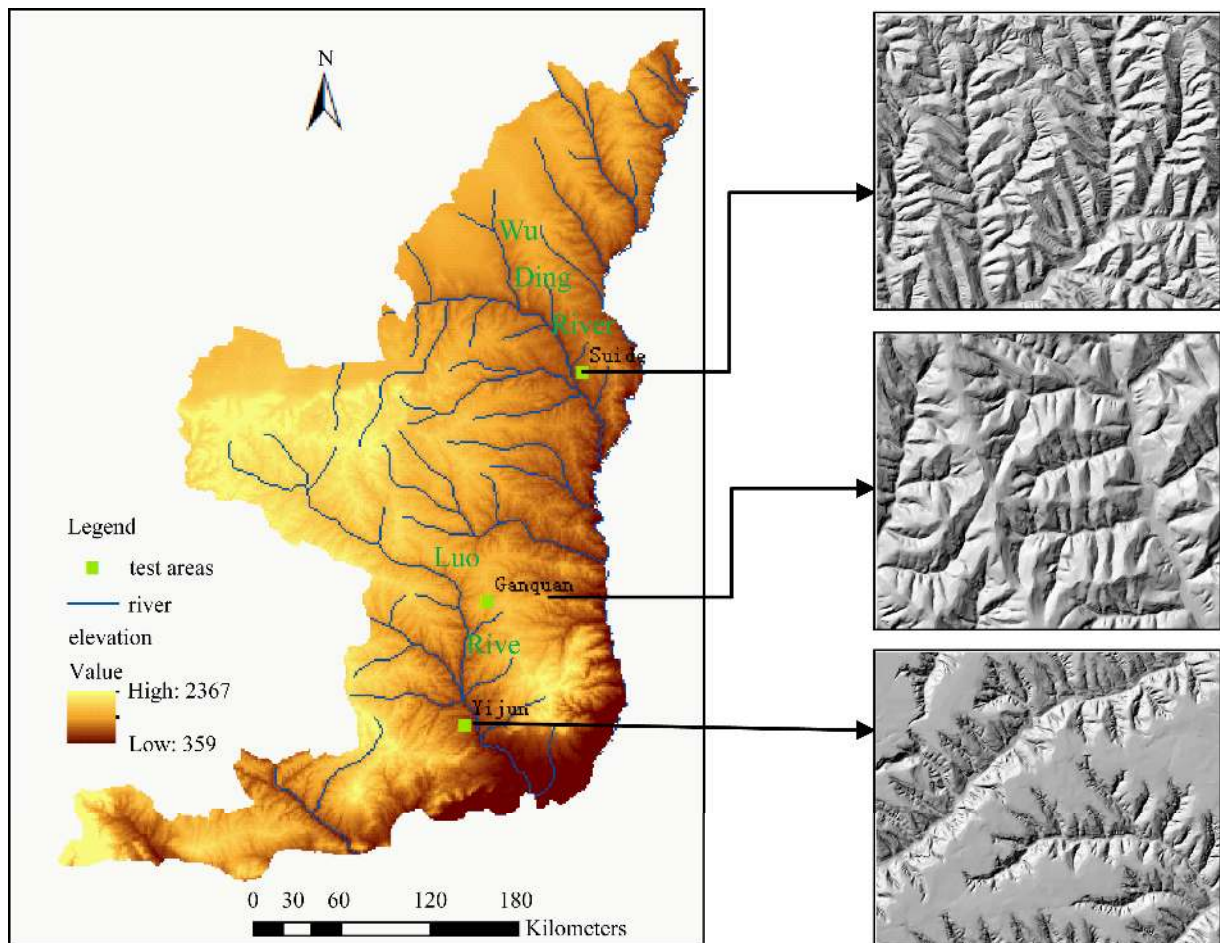 N
Wu
Ding
River
Suide
Luo
Ganquan
Rive
Yijun
Legend
test areas
river
elevation
Value
High: 2367
Low: 359
0 30 60 120 180
Kilometers